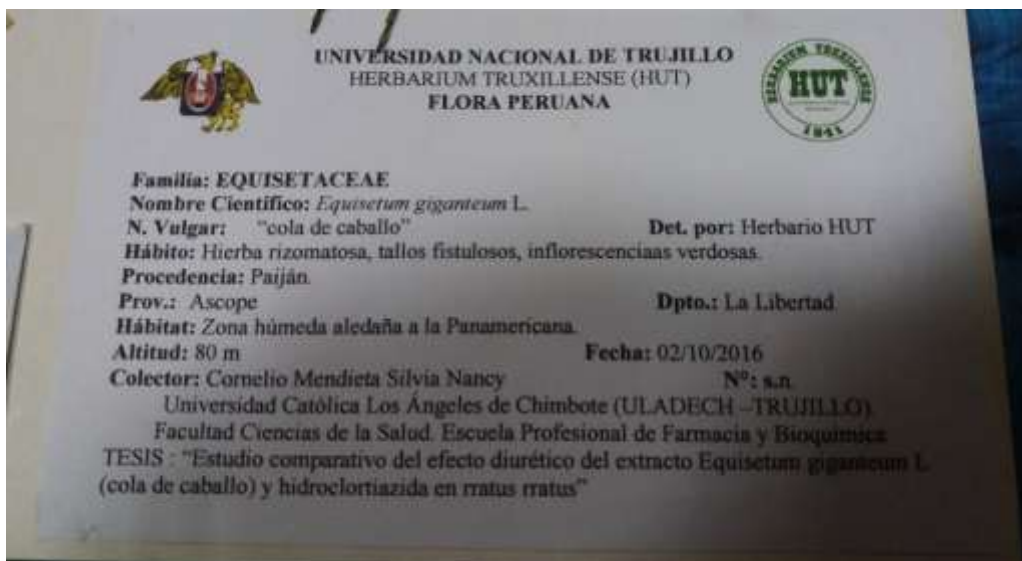 UNIVERSIDAD NACIONAL DE TRUJILLO
HERBARIUM TRUXILLENSE (HUT)
FLORA PERUANA
HERBARIUM TRUXILLENSE
HUT
1941
Familia: EQUISETACEAE
Nombre Científico: Equisetum giganteum L.
N. Vulgar: "cola de caballo" Det. por: Herbario HUT
Hábito: Hierba rizomatosa, tallos fistulosos, inflorescenciaas verdosas.
Procedencia: Paiján.
Prov.: Ascope Dpto.: La Libertad
Hábitat: Zona húmeda aledaña a la Panamericana.
Altitud: 80 m Fecha: 02/10/2016
Colector: Cornelio Mendieta Silvia Nancy Nº: s.n.
Universidad Católica Los Ángeles de Chimbote (ULADECH –TRUJILLO).
Facultad Ciencias de la Salud. Escuela Profesional de Farmacia y Bioquímica
TESIS : "Estudio comparativo del efecto diurético del extracto Equisetum giganteum L.
(cola de caballo) y hidroclortiazida en rratus rratus"